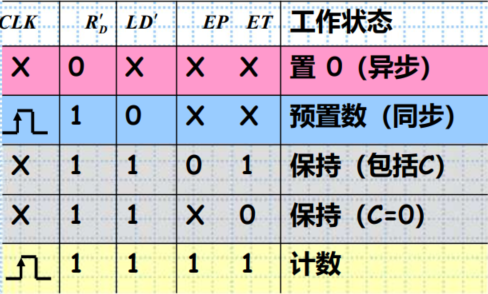 CLK R'D LD' EP ET 工作状态
X 0 X X X 置 0 (异步)
1 0 X X 预置数 (同步)
X 1 1 0 1 保持 (包括C)
X 1 1 X 0 保持 (C=0)
1 1 1 1 计数